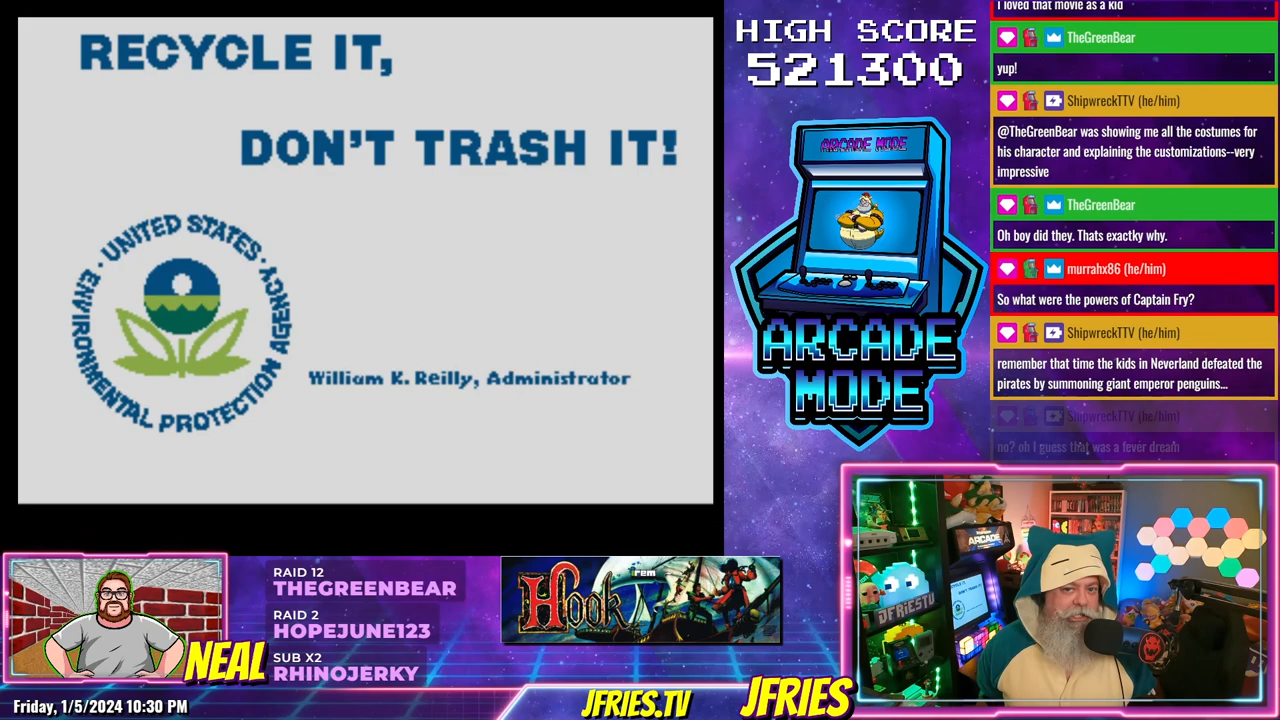 RECYCLE IT,
DON'T TRASH IT!
· UNITED STATES ·
ENVIRONMENTAL PROTECTION AGENCY
William K. Reilly, Administrator
HIGH SCORE
521300
ARCADE MODE
ARCADE
MODE
I loved that movie as a kid
TheGreenBear
yup!
ShipwreckTTV (he/him)
@TheGreenBear was showing me all the costumes for
his character and explaining the customizations--very
impressive
TheGreenBear
Oh boy did they. Thats exactky why.
murrahx86 (he/him)
So what were the powers of Captain Fry?
ShipwreckTTV (he/him)
remember that time the kids in Neverland defeated the
pirates by summoning giant emperor penguins...
ShipwreckTTV (he/him)
no? oh I guess that was a fever dream
NEAL
RAID 12
THEGREENBEAR
RAID 2
HOPEJUNE123
SUB X2
RHINOJERKY
irem
Hook
DFRIESTV
ARCADE
Friday, 1/5/2024 10:30 PM
JFRIES.TV
JFRIES